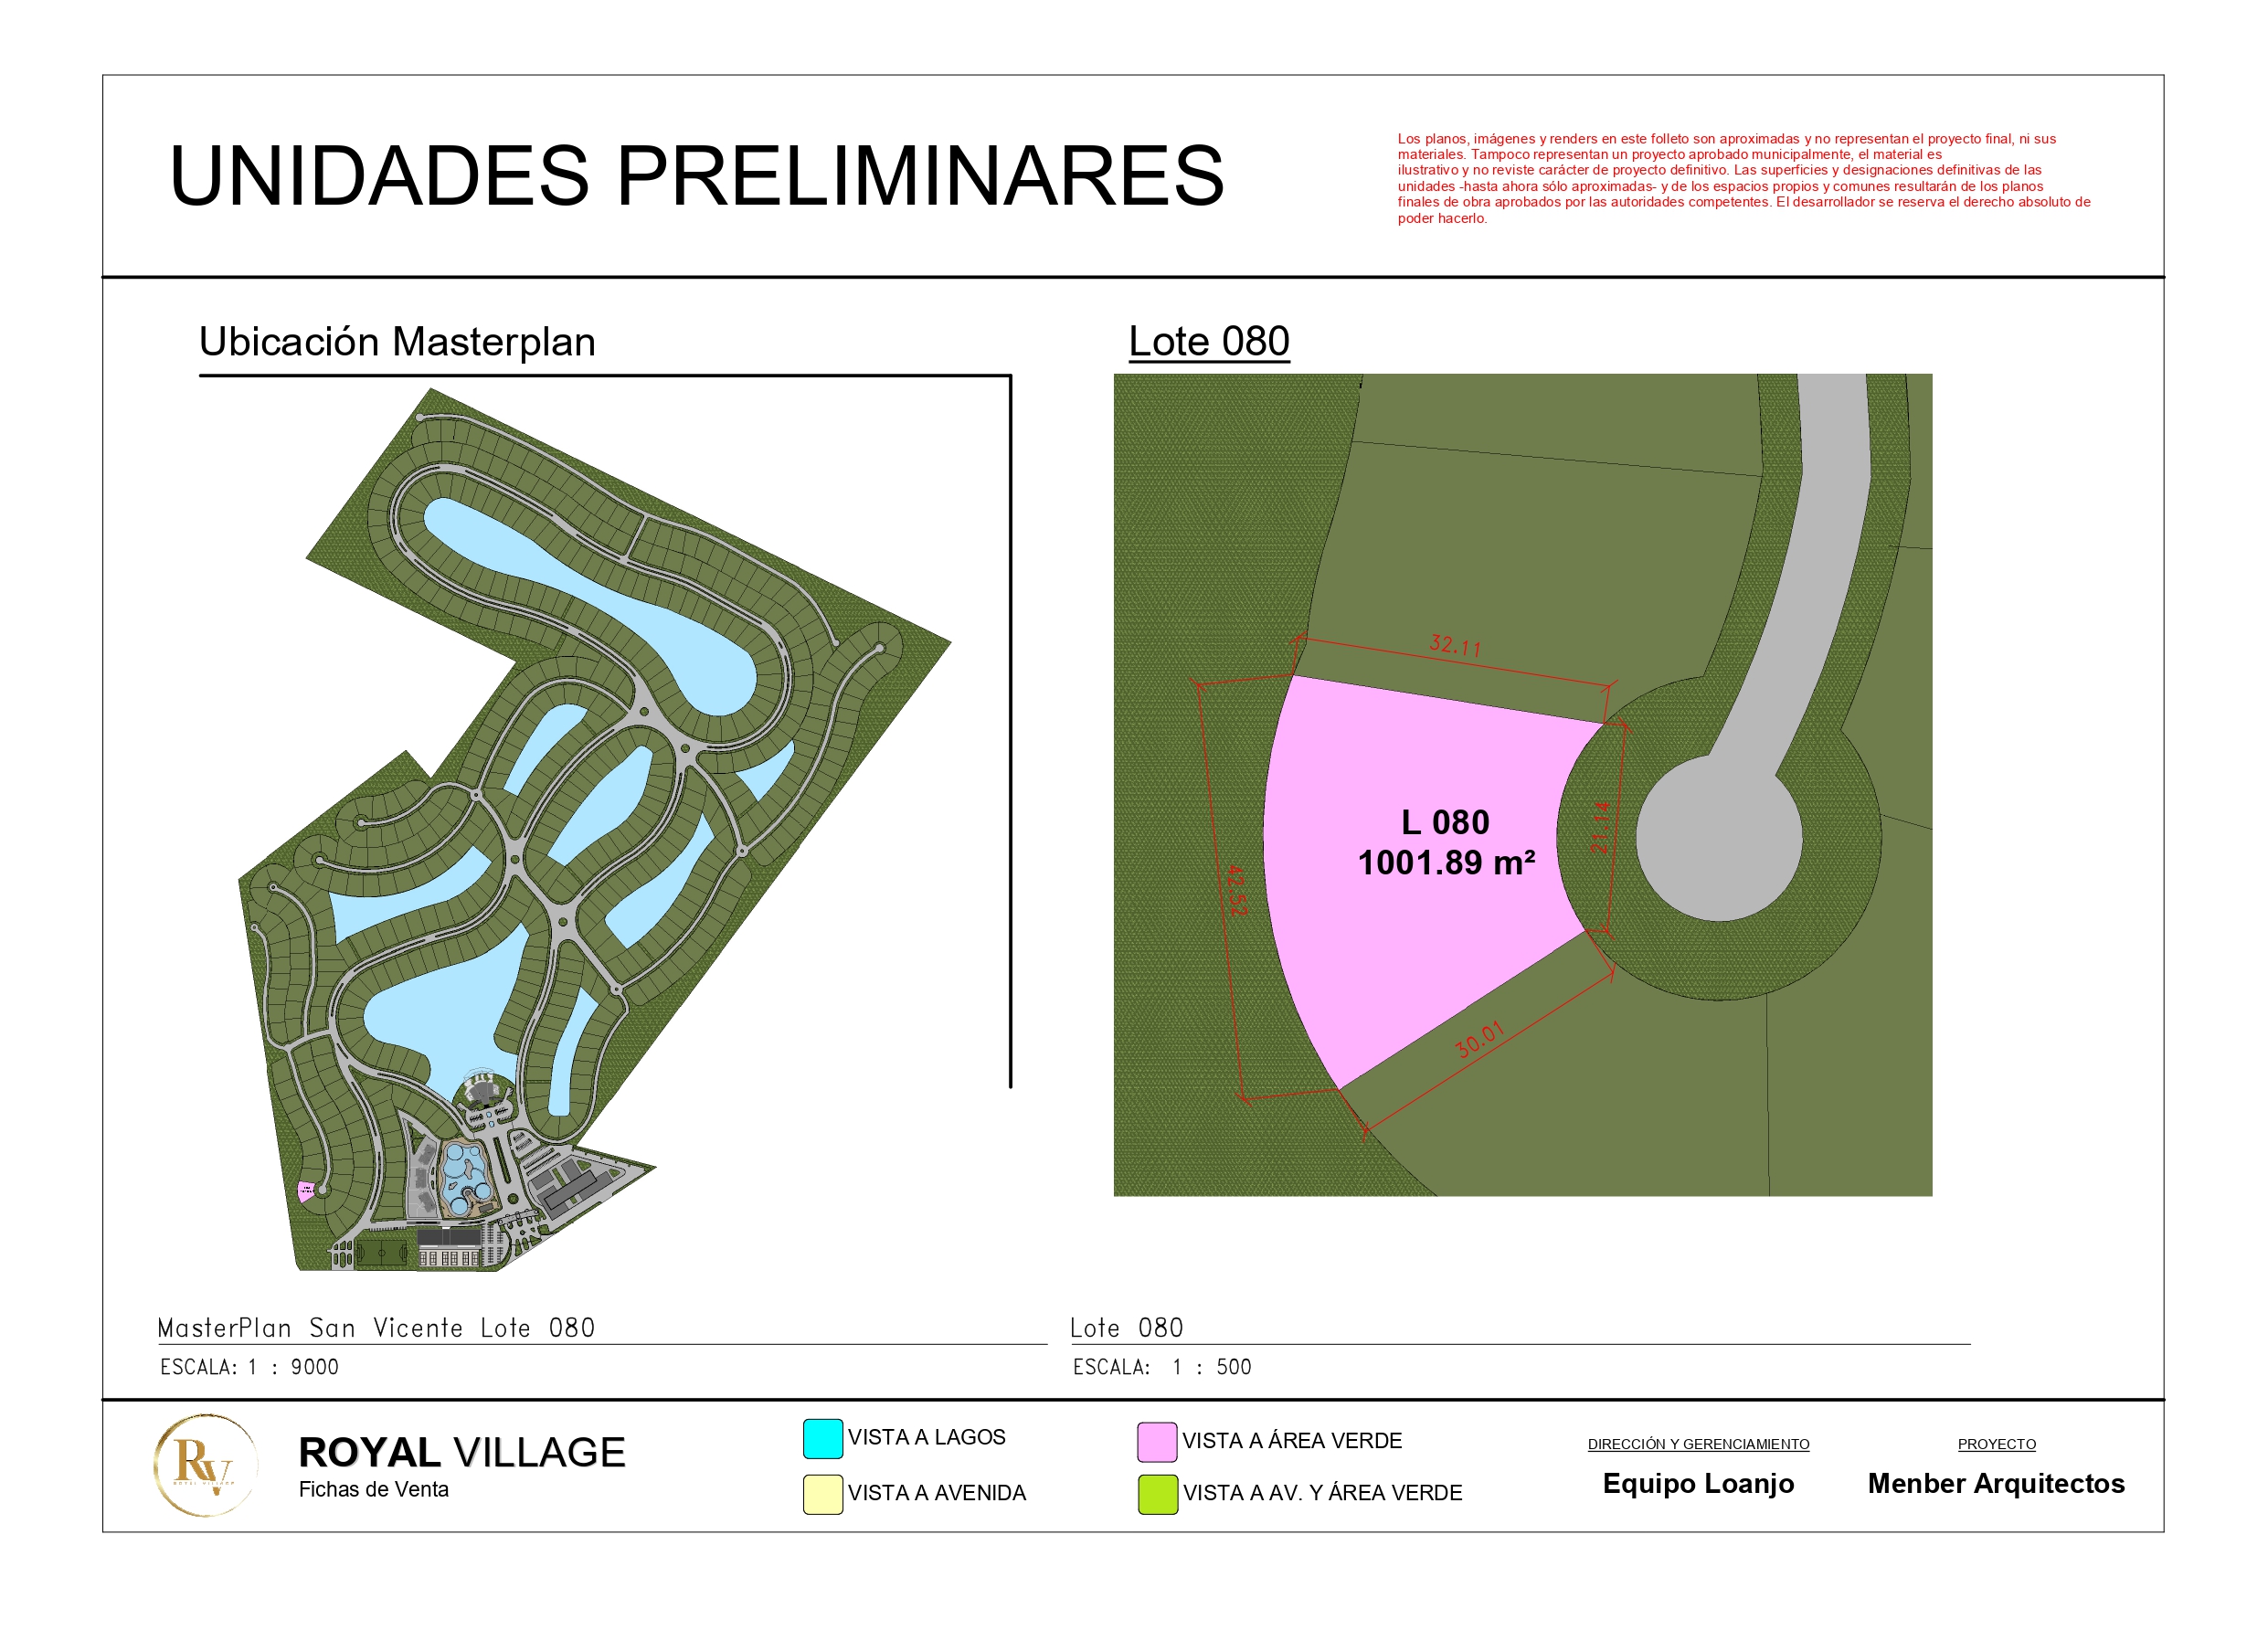 UNIDADES PRELIMINARES
Los planos, imágenes y renders en este folleto son aproximadas y no representan el proyecto final, ni sus
materiales. Tampoco representan un proyecto aprobado municipalmente, el material es
ilustrativo y no reviste carácter de proyecto definitivo. Las superficies y designaciones definitivas de las
unidades -hasta ahora sólo aproximadas- y de los espacios propios y comunes resultarán de los planos
finales de obra aprobados por las autoridades competentes. El desarrollador se reserva el derecho absoluto de
poder hacerlo.
Ubicación Masterplan
Lote 080
32.11
L 080
1001.89 m²
21.14
42.52
30.01
MasterPlan San Vicente Lote 080
ESCALA: 1 : 9000
Lote 080
ESCALA: 1 : 500
RV
ROYAL VILLAGE
ROYAL VILLAGE
Fichas de Venta
VISTA A LAGOS
VISTA A AVENIDA
VISTA A ÁREA VERDE
VISTA A AV. Y ÁREA VERDE
DIRECCIÓN Y GERENCIAMIENTO
Equipo Loanjo
PROYECTO
Menber Arquitectos